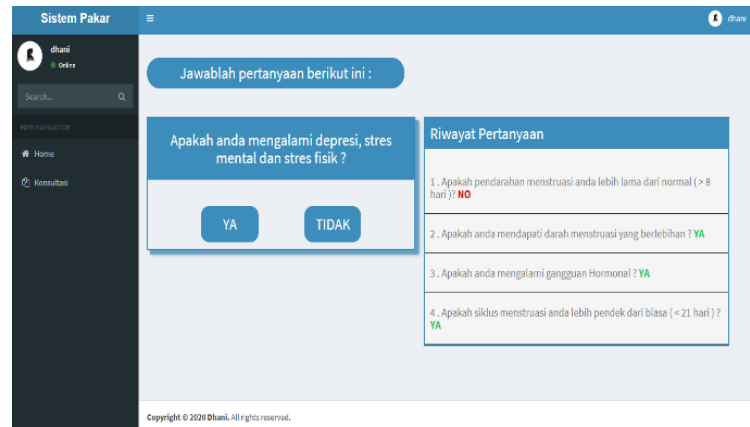 Sistem Pakar
dhani
dhani
Online
Search...
MAIN NAVIGATION
Home
Konsultasi
Jawablah pertanyaan berikut ini :
Apakah anda mengalami depresi, stres
mental dan stres fisik ?
YA
TIDAK
Riwayat Pertanyaan
1 . Apakah pendarahan menstruasi anda lebih lama dari normal ( > 8
hari )? NO
2 . Apakah anda mendapati darah menstruasi yang berlebihan ? YA
3 . Apakah anda mengalami gangguan Hormonal ? YA
4 . Apakah siklus menstruasi anda lebih pendek dari biasa ( < 21 hari ) ?
YA
Copyright © 2020 Dhani. All rights reserved.